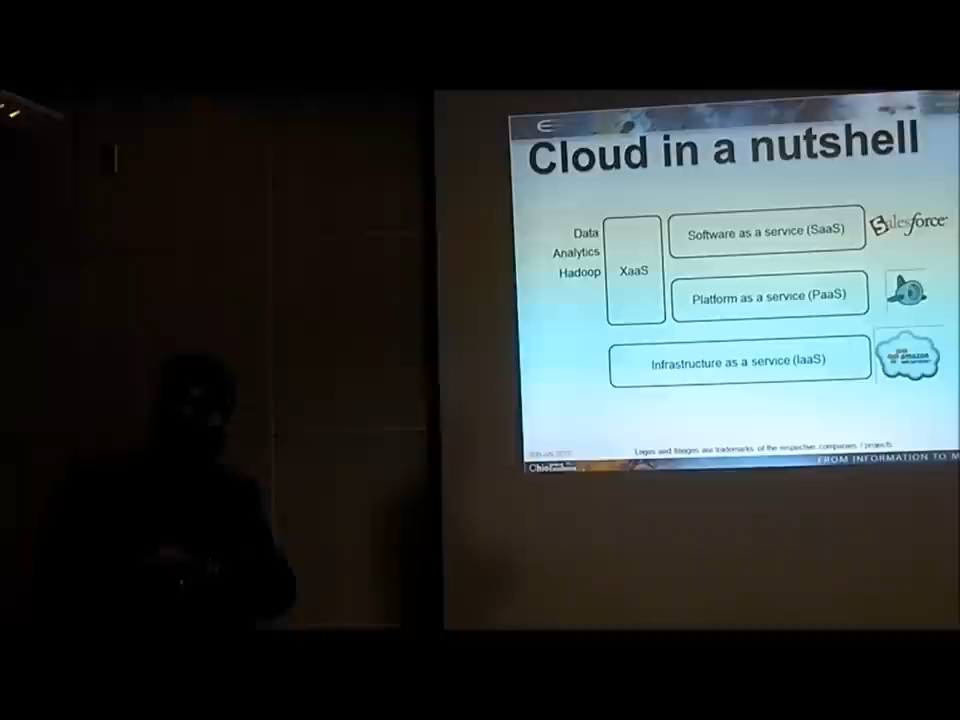 Cloud in a nutshell
Data
Analytics
Hadoop
XaaS
Software as a service (SaaS)
Salesforce
Platform as a service (PaaS)
Infrastructure as a service (IaaS)
amazon
Logos and Images are trademarks of the respective companies / projects
FROM INFORMATION TO M